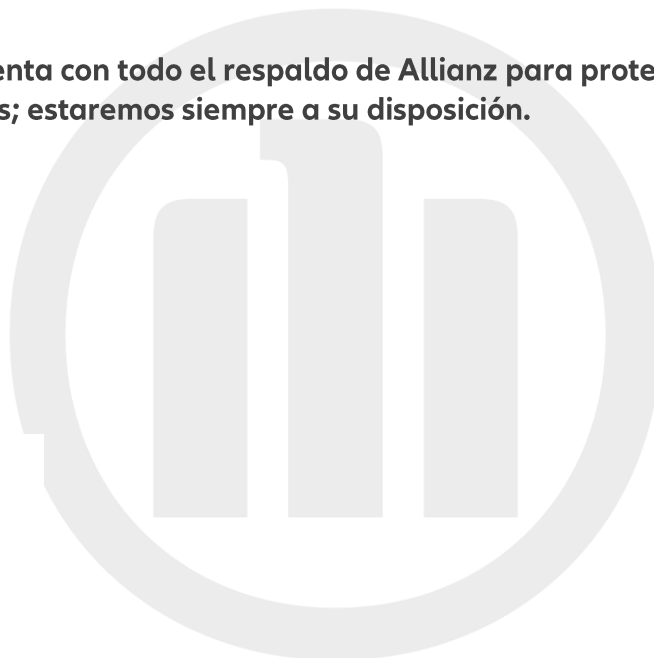 enta con todo el respaldo de Allianz para prote
s; estaremos siempre a su disposición.